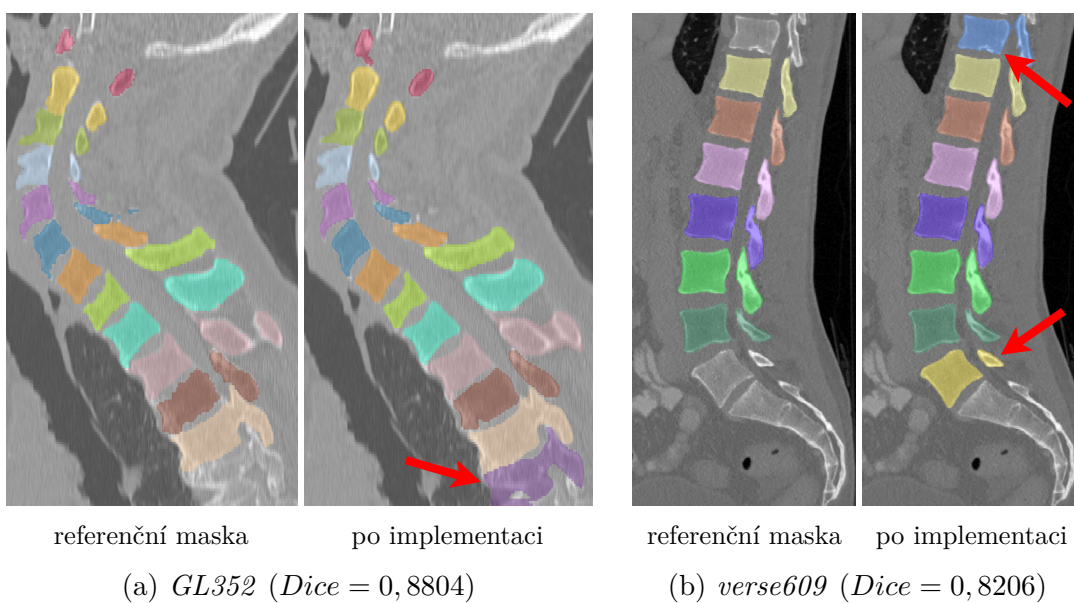 referenční maska
po implementaci
referenční maska
po implementaci
(a) GL352 (Dice = 0, 8804)
(b) verse609 (Dice = 0, 8206)